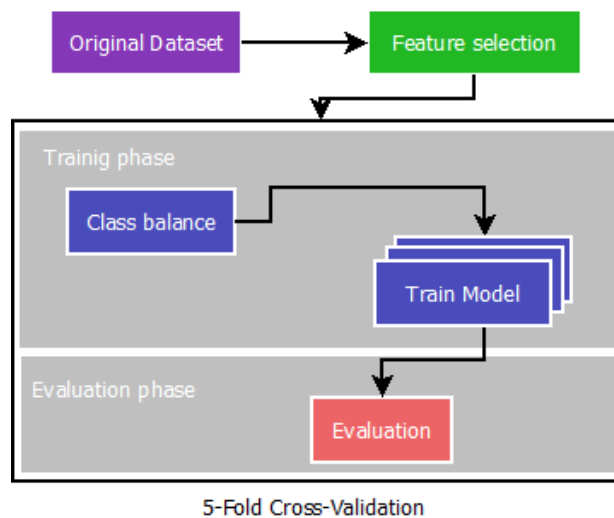 Original Dataset
Feature selection
Trainig phase
Class balance
Train Model
Evaluation phase
Evaluation
5-Fold Cross-Validation